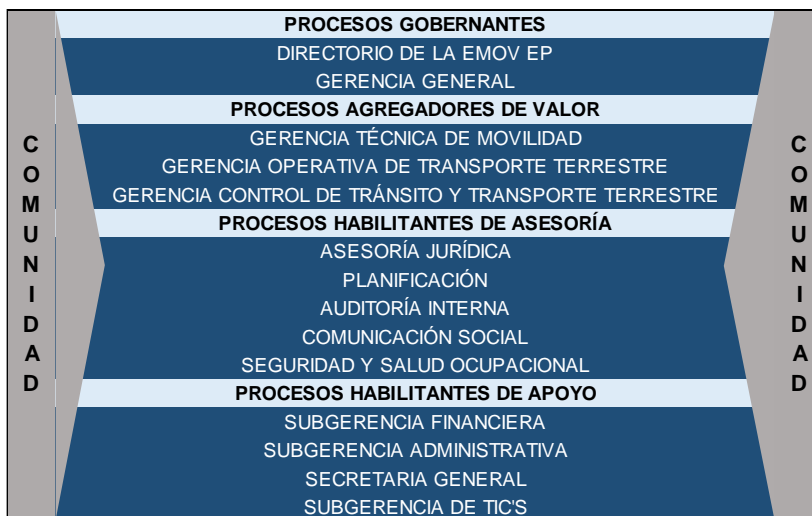 PROCESOS GOBERNANTES
DIRECTORIO DE LA EMOV EP
GERENCIA GENERAL
PROCESOS AGREGADORES DE VALOR
GERENCIA TÉCNICA DE MOVILIDAD
GERENCIA OPERATIVA DE TRANSPORTE TERRESTRE
GERENCIA CONTROL DE TRÁNSITO Y TRANSPORTE TERRESTRE
PROCESOS HABILITANTES DE ASESORÍA
ASESORÍA JURÍDICA
PLANIFICACIÓN
AUDITORÍA INTERNA
COMUNICACIÓN SOCIAL
SEGURIDAD Y SALUD OCUPACIONAL
PROCESOS HABILITANTES DE APOYO
SUBGERENCIA FINANCIERA
SUBGERENCIA ADMINISTRATIVA
SECRETARIA GENERAL
SUBGERENCIA DE TIC'S
COMUNIDAD
COMUNIDAD